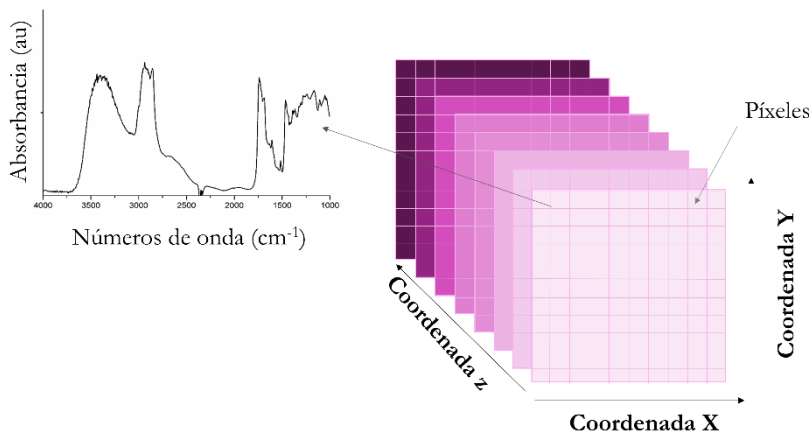 Absorbancia (au)
4000 3500 3000 2500 2000 1500 1000
Números de onda (cm-1)
Píxeles
Coordenada Y
Coordenada z
Coordenada X